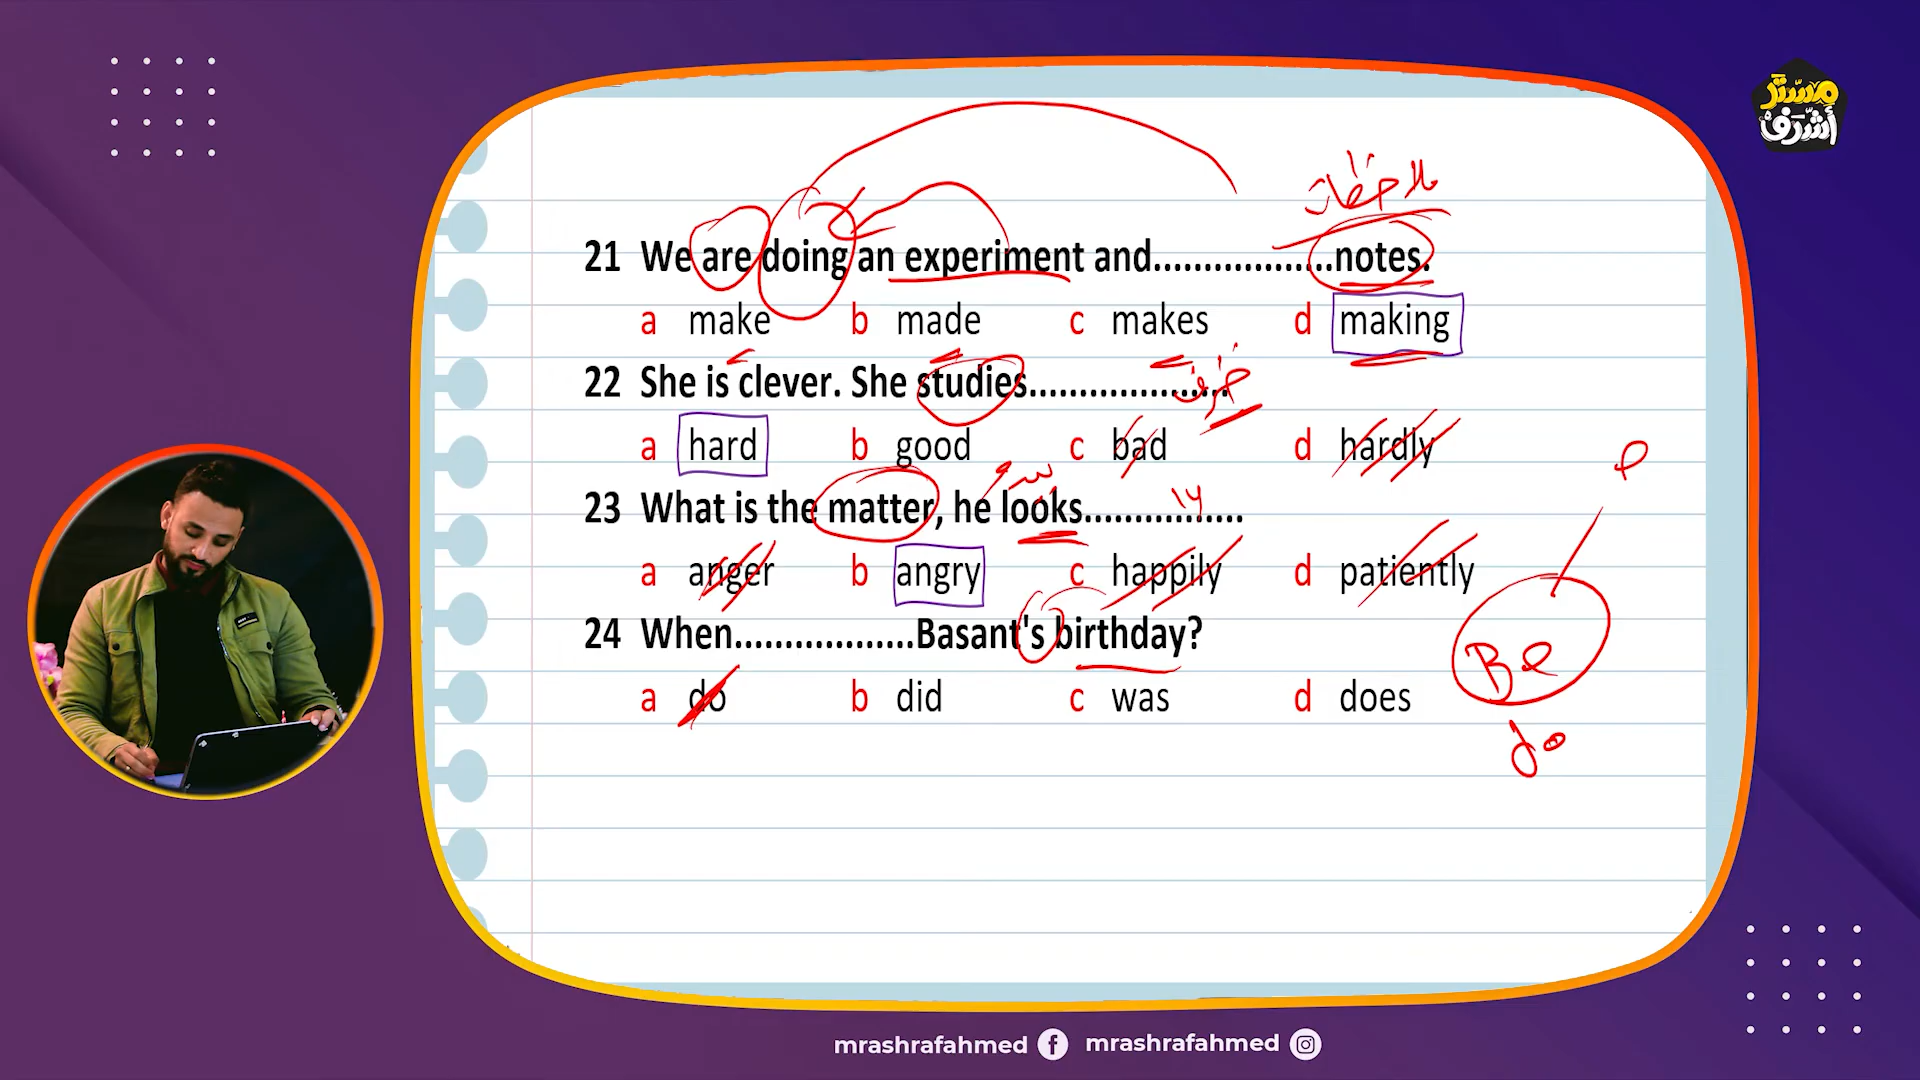 مستر
أشرف
ملاحظات
21 We are doing an experiment and..................notes.
a make b made c makes d making
22 She is clever. She studies....................
ظرف
a hard b good c bad d hardly
23 What is the matter, he looks................
a anger b angry c happily d patiently
24 When..................Basant's birthday?
a do b did c was d does
Be
do
mrashrafahmed mrashrafahmed